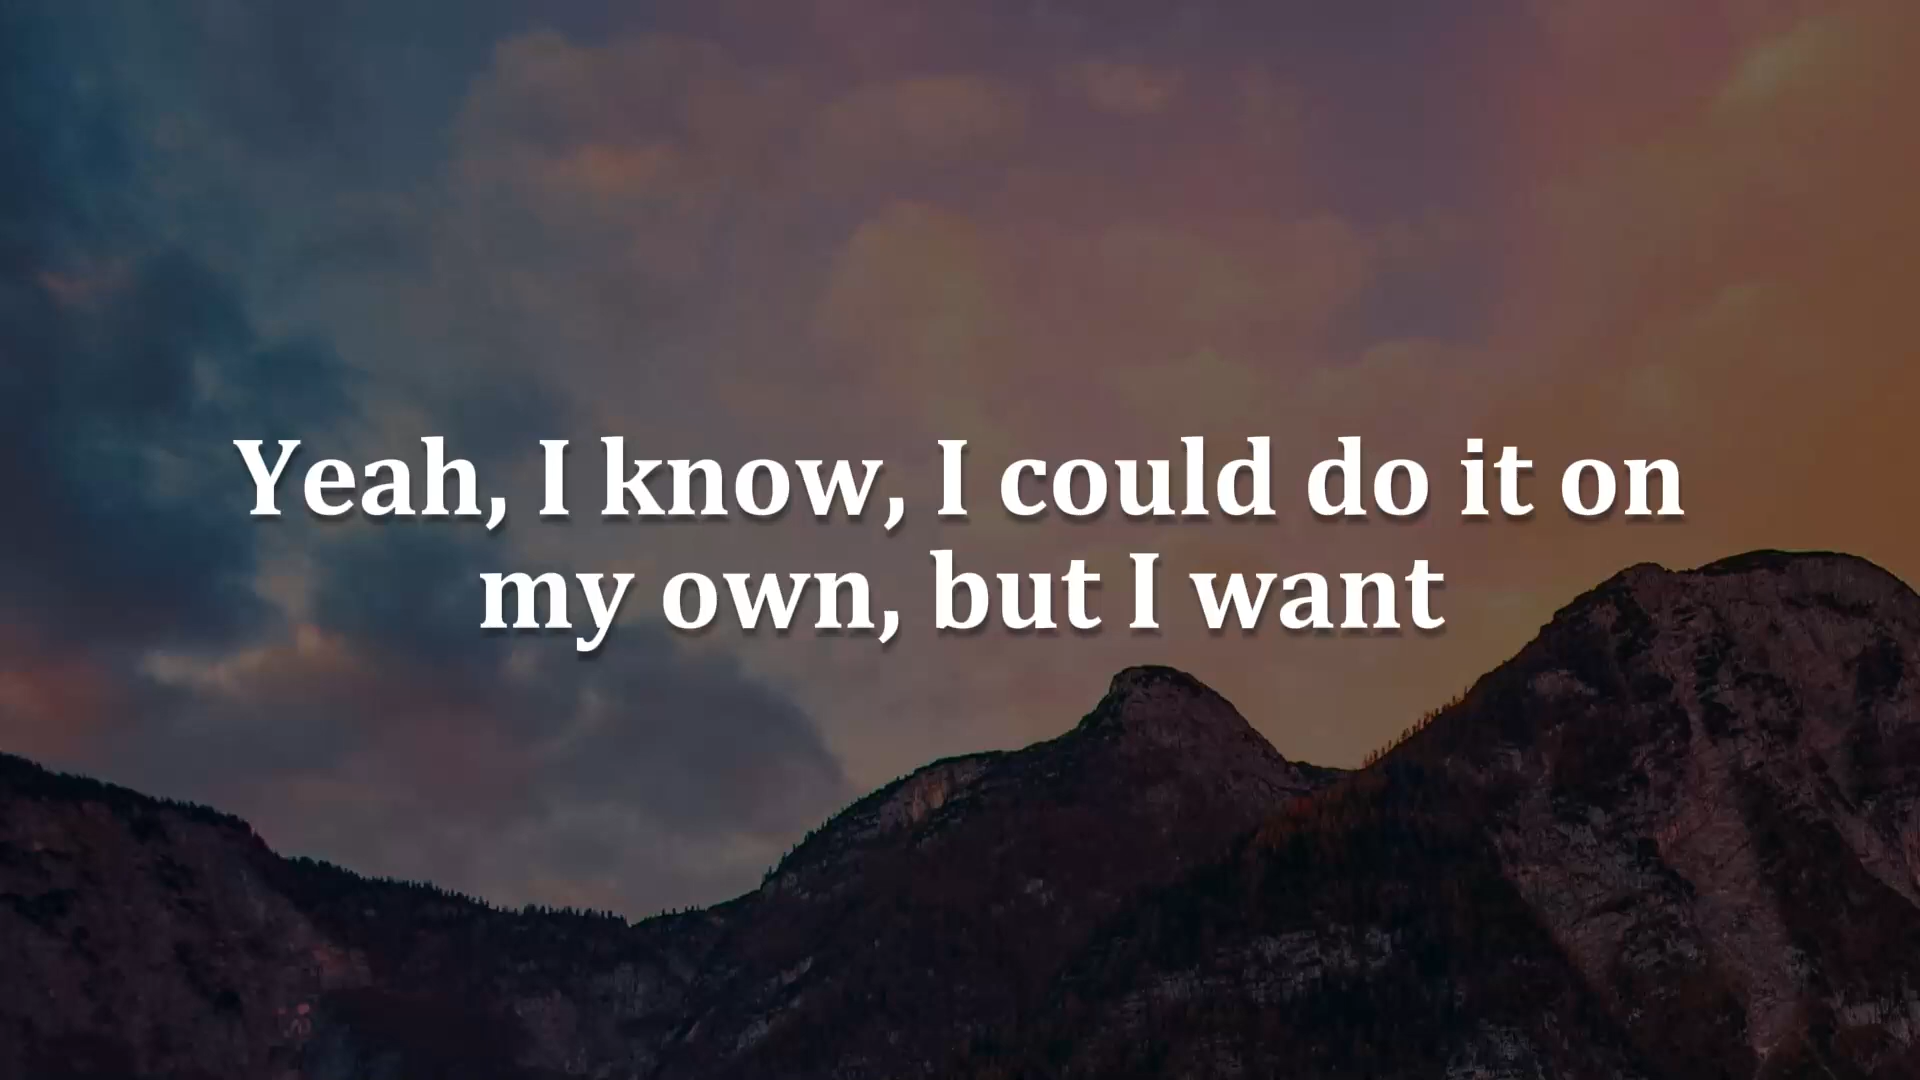 Yeah, I know, I could do it on
my own, but I want